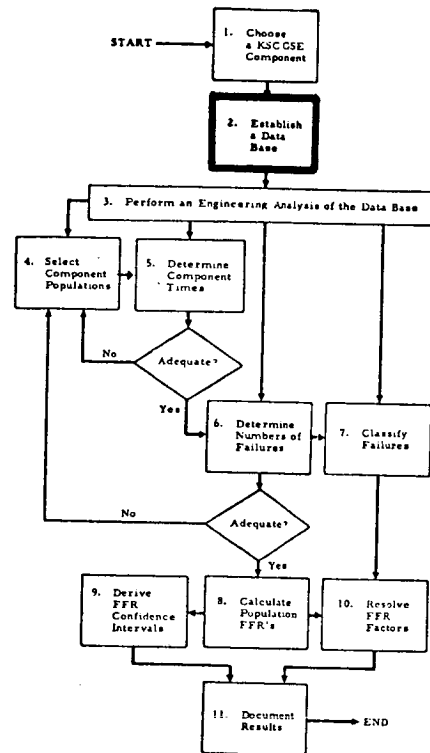 START
1. Choose
a KSC GSE
Component
2. Establish
a Data
Base
3. Perform an Engineering Analysis of the Data Base
4. Select
Component
Populations
5. Determine
Component
Times
Adequate?
No
Yes
6. Determine
Numbers of
Failures
7. Classify
Failures
Adequate?
No
Yes
9. Derive
FFR
Confidence
Intervals
8. Calculate
Population
FFR's
10. Resolve
FFR
Factors
11. Document
Results
END